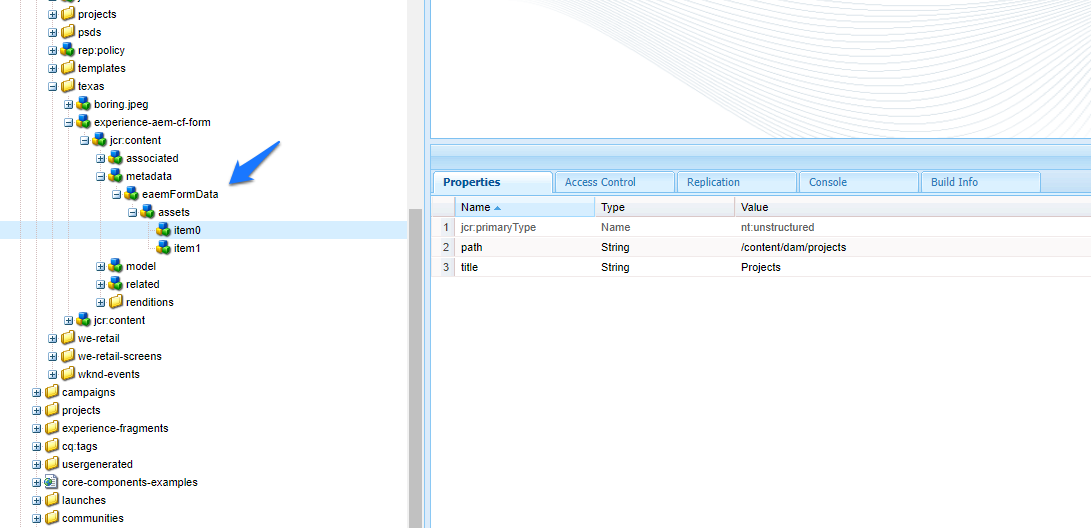 projects
psds
rep:policy
templates
texas
boring.jpeg
experience-aem-cf-form
jcr:content
associated
metadata
eaemFormData
assets
item0
item1
model
related
renditions
jcr:content
we-retail
we-retail-screens
wknd-events
campaigns
projects
experience-fragments
cq:tags
usergenerated
core-components-examples
launches
communities
Properties Access Control Replication Console Build Info
Name Type Value
1 jcr:primaryType Name nt:unstructured
2 path String /content/dam/projects
3 title String Projects